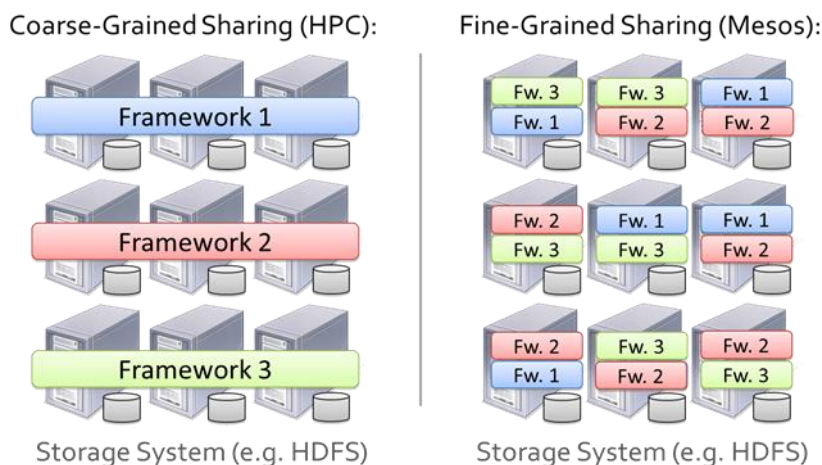 Coarse-Grained Sharing (HPC):
Framework 1
Framework 2
Framework 3
Storage System (e.g. HDFS)
Fine-Grained Sharing (Mesos):
Fw. 3 Fw. 3 Fw. 1
Fw. 1 Fw. 2 Fw. 2
Fw. 2 Fw. 1 Fw. 1
Fw. 3 Fw. 3 Fw. 2
Fw. 2 Fw. 3 Fw. 2
Fw. 1 Fw. 2 Fw. 3
Storage System (e.g. HDFS)